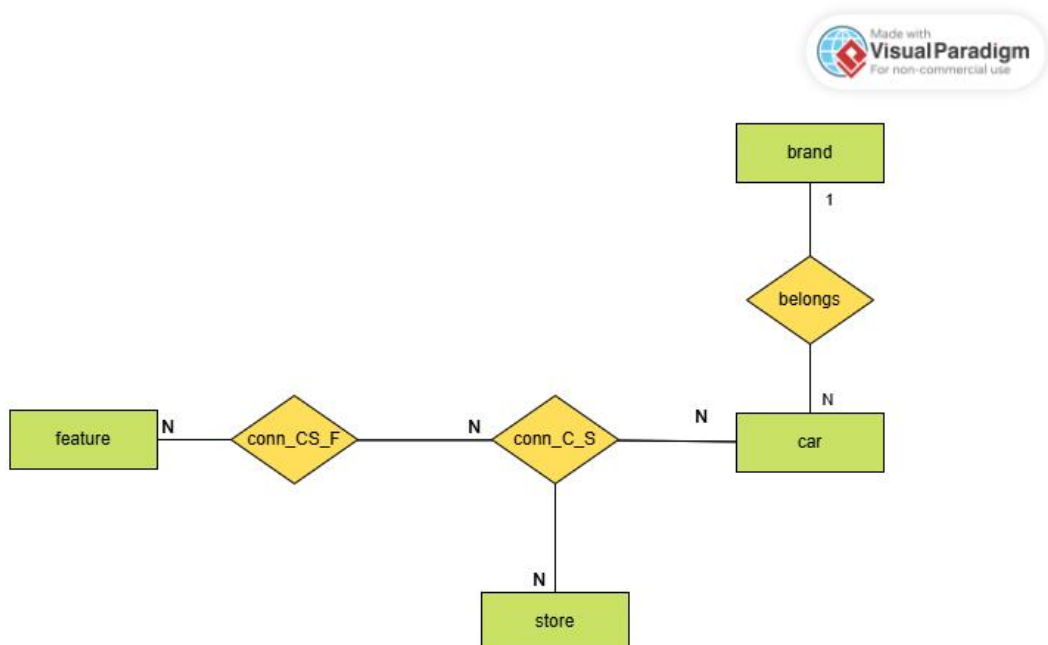 Made with
Visual Paradigm
For non-commercial use
brand
1
belongs
N
feature
N
conn_CS_F
N
conn_C_S
N
car
N
store